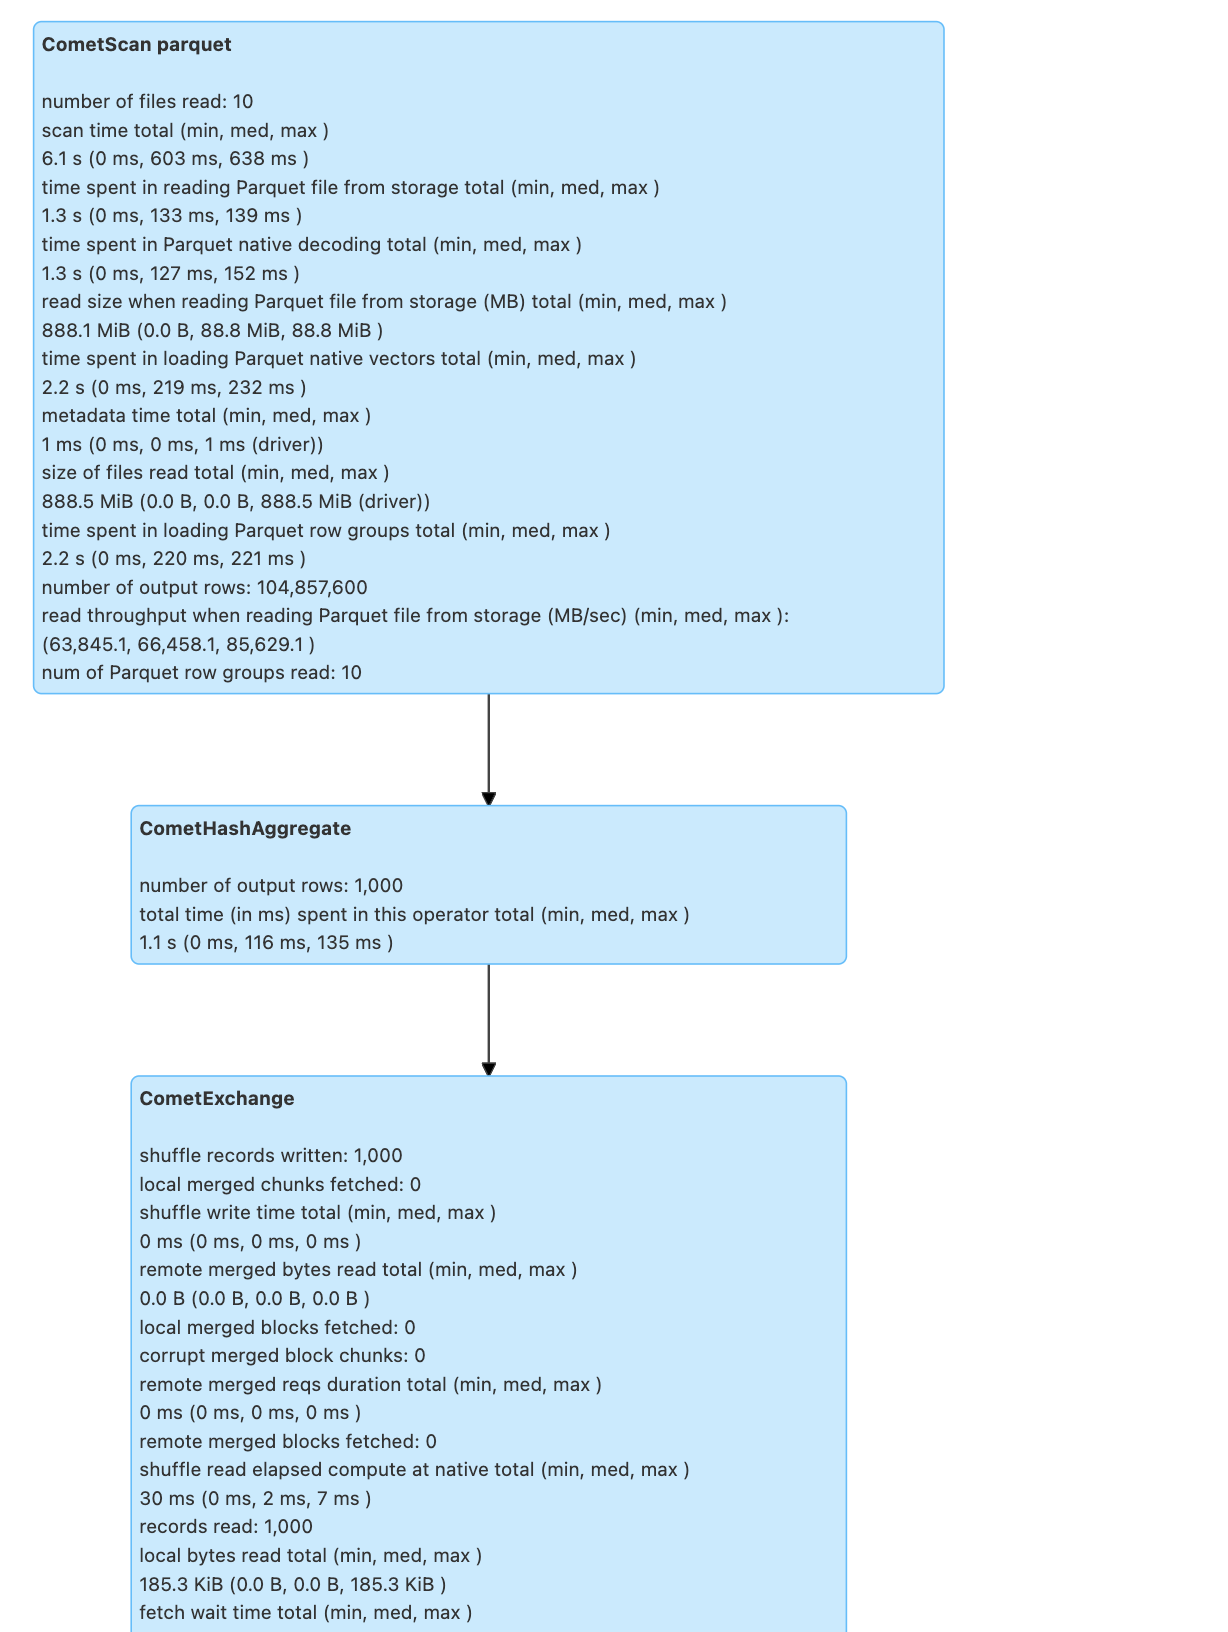 CometScan parquet
number of files read: 10
scan time total (min, med, max )
6.1 s (0 ms, 603 ms, 638 ms )
time spent in reading Parquet file from storage total (min, med, max )
1.3 s (0 ms, 133 ms, 139 ms )
time spent in Parquet native decoding total (min, med, max )
1.3 s (0 ms, 127 ms, 152 ms )
read size when reading Parquet file from storage (MB) total (min, med, max )
888.1 MiB (0.0 B, 88.8 MiB, 88.8 MiB )
time spent in loading Parquet native vectors total (min, med, max )
2.2 s (0 ms, 219 ms, 232 ms )
metadata time total (min, med, max )
1 ms (0 ms, 0 ms, 1 ms (driver))
size of files read total (min, med, max )
888.5 MiB (0.0 B, 0.0 B, 888.5 MiB (driver))
time spent in loading Parquet row groups total (min, med, max )
2.2 s (0 ms, 220 ms, 221 ms )
number of output rows: 104,857,600
read throughput when reading Parquet file from storage (MB/sec) (min, med, max ):
(63,845.1, 66,458.1, 85,629.1 )
num of Parquet row groups read: 10
CometHashAggregate
number of output rows: 1,000
total time (in ms) spent in this operator total (min, med, max )
1.1 s (0 ms, 116 ms, 135 ms )
CometExchange
shuffle records written: 1,000
local merged chunks fetched: 0
shuffle write time total (min, med, max )
0 ms (0 ms, 0 ms, 0 ms )
remote merged bytes read total (min, med, max )
0.0 B (0.0 B, 0.0 B, 0.0 B )
local merged blocks fetched: 0
corrupt merged block chunks: 0
remote merged reqs duration total (min, med, max )
0 ms (0 ms, 0 ms, 0 ms )
remote merged blocks fetched: 0
shuffle read elapsed compute at native total (min, med, max )
30 ms (0 ms, 2 ms, 7 ms )
records read: 1,000
local bytes read total (min, med, max )
185.3 KiB (0.0 B, 0.0 B, 185.3 KiB )
fetch wait time total (min, med, max )